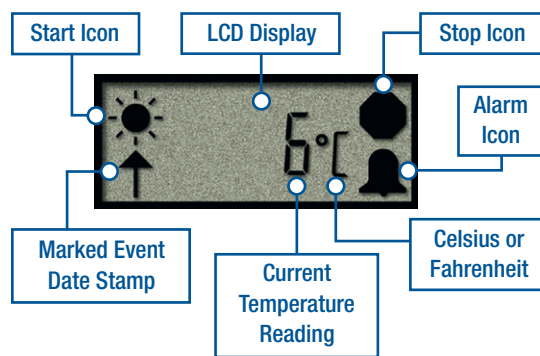 Start Icon
LCD Display
Stop Icon
Alarm
Icon
6°C
Marked Event
Date Stamp
Current
Temperature
Reading
Celsius or
Fahrenheit